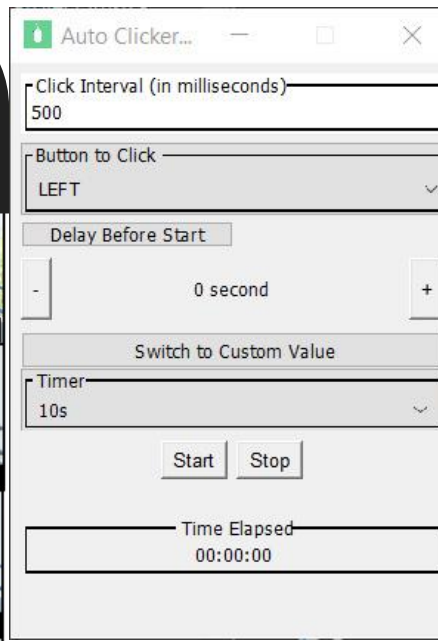 Auto Clicker...
Click Interval (in milliseconds)
500
Button to Click
LEFT
Delay Before Start
- 0 second +
Switch to Custom Value
Timer
10s
Start Stop
Time Elapsed
00:00:00